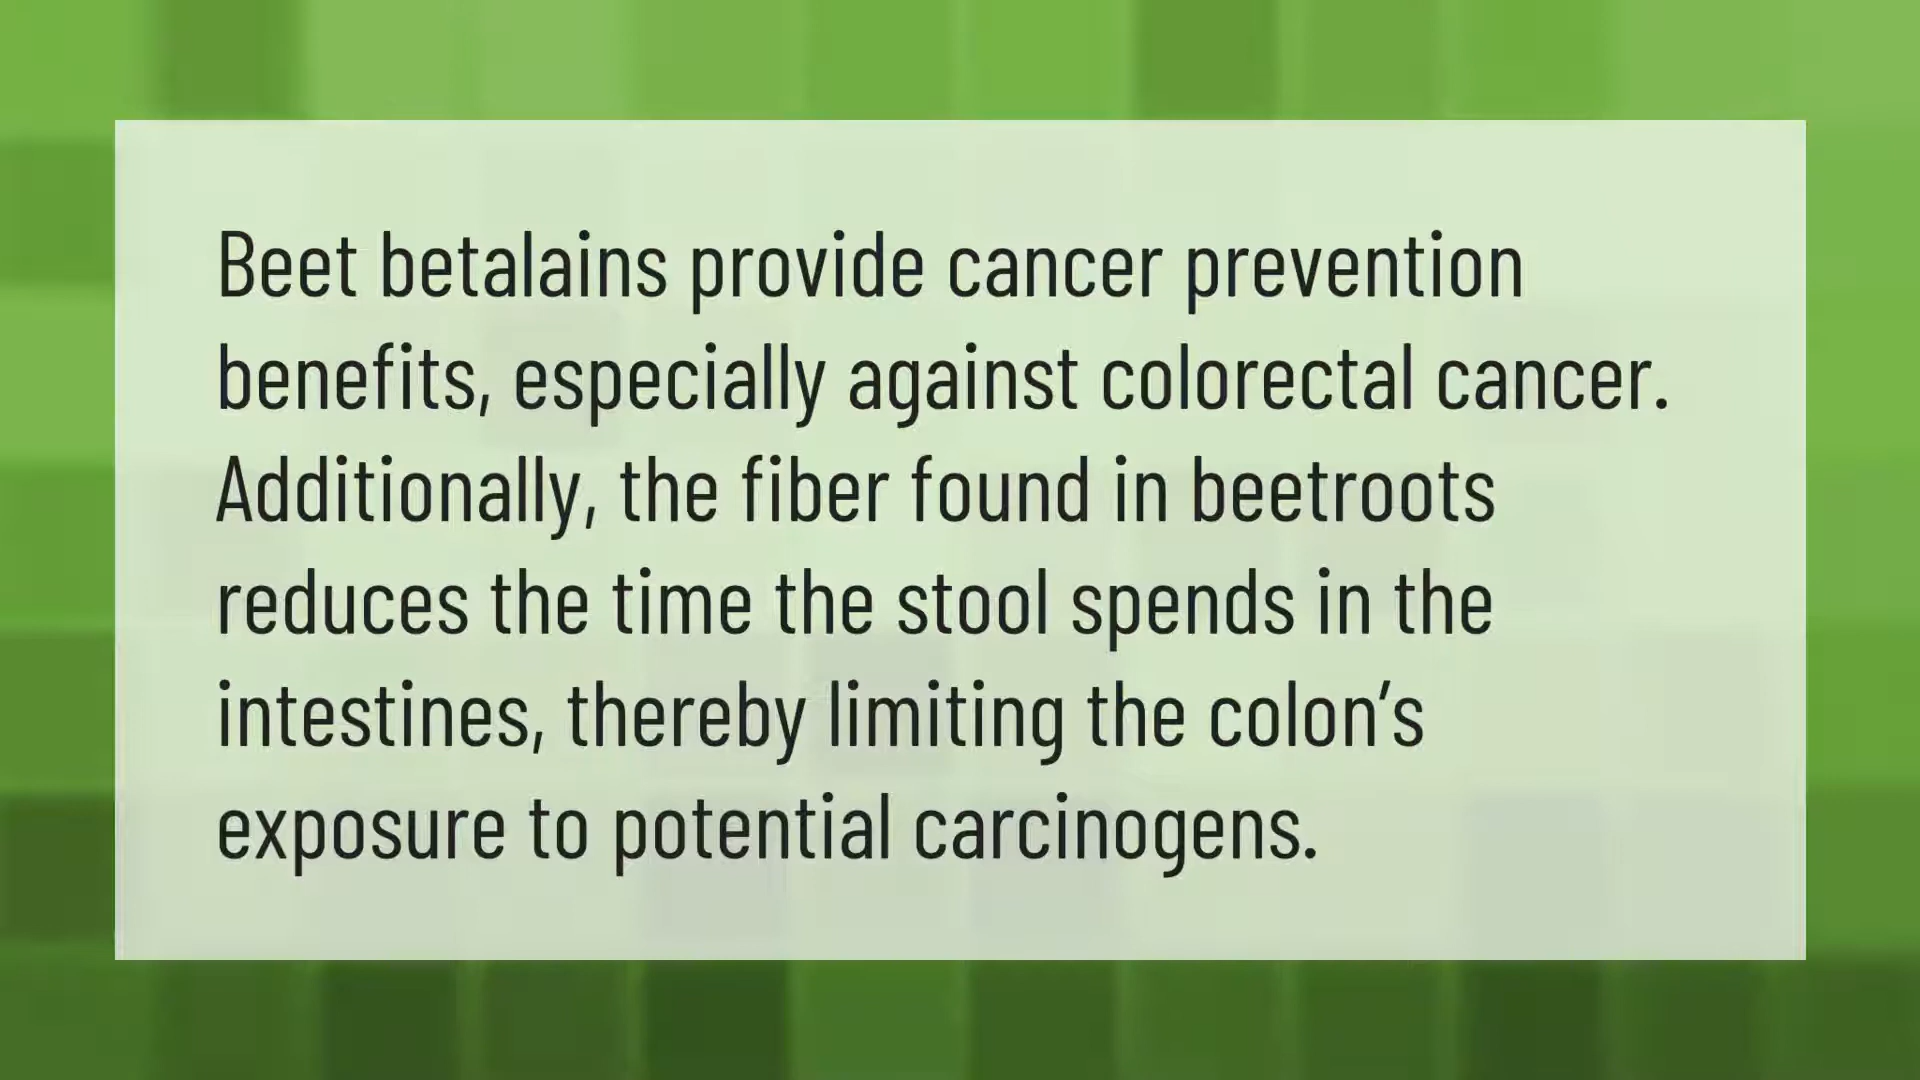 Beet betalains provide cancer prevention
benefits, especially against colorectal cancer.
Additionally, the fiber found in beetroots
reduces the time the stool spends in the
intestines, thereby limiting the colon’s
exposure to potential carcinogens.